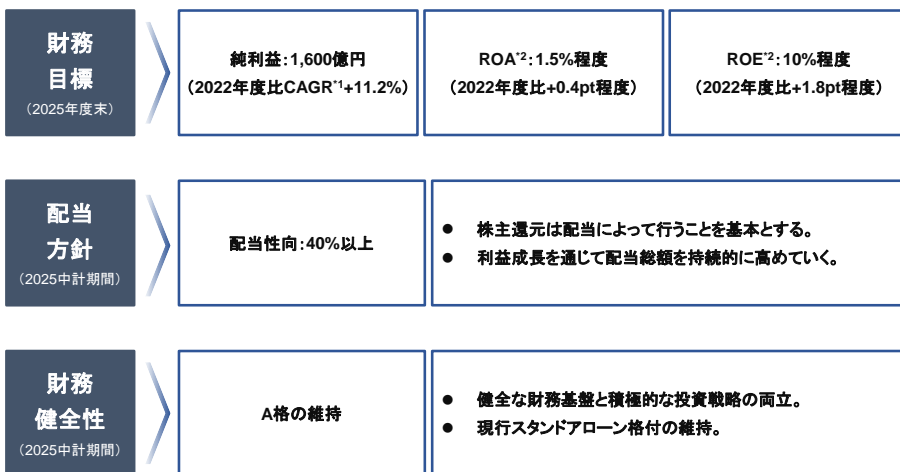 財務
目標
（2025年度末）
純利益：1,600億円
（2022年度比CAGR*1+11.2%）
ROA*2：1.5%程度
（2022年度比+0.4pt程度）
ROE*2：10%程度
（2022年度比+1.8pt程度）
配当
方針
（2025中計期間）
配当性向：40%以上
● 株主還元は配当によって行うことを基本とする。
● 利益成長を通じて配当総額を持続的に高めていく。
財務
健全性
（2025中計期間）
A格の維持
● 健全な財務基盤と積極的な投資戦略の両立。
● 現行スタンドアローン格付の維持。